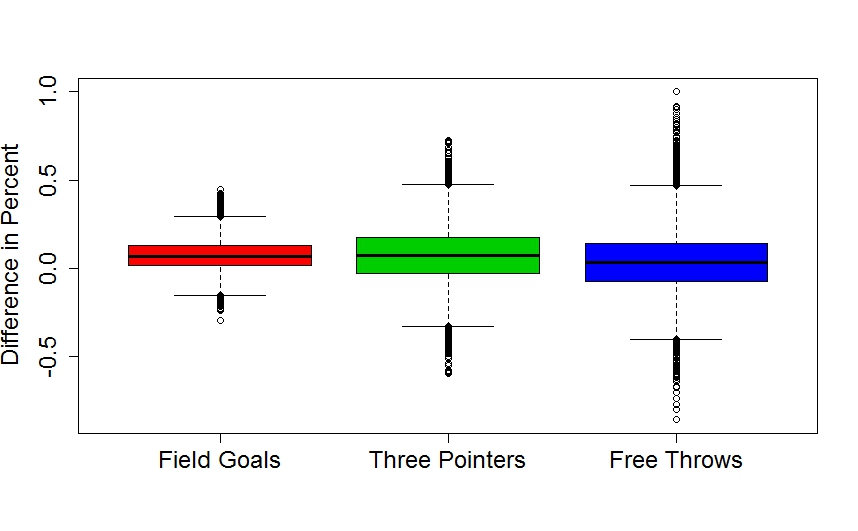 Difference in Percent
1.0
0.5
0.0
-0.5
Field Goals
Three Pointers
Free Throws